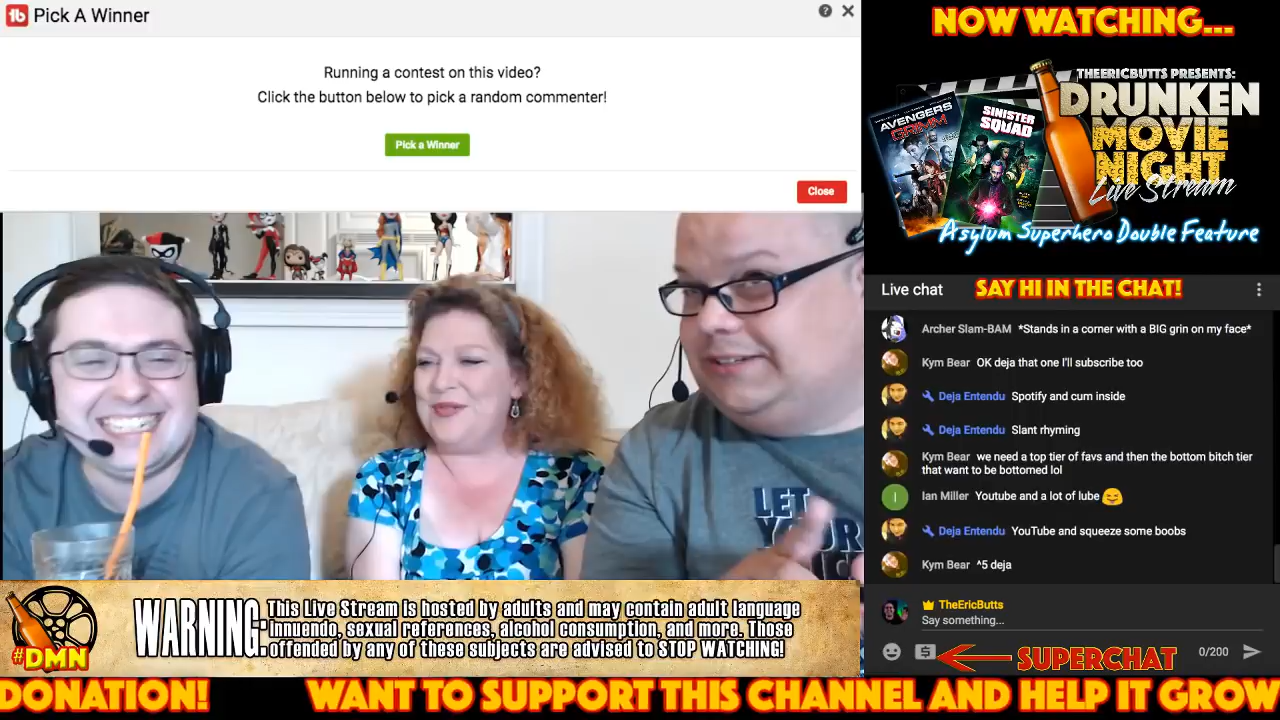 Pick A Winner
Running a contest on this video?
Click the button below to pick a random commenter!
Pick a Winner
Close
NOW WATCHING...
THEERICBUTTS PRESENTS:
DRUNKEN
MOVIE
NIGHT
Live Stream
AVENGERS
GRIMM
SINISTER
SQUAD
Asylum Superhero Double Feature
Live chat
SAY HI IN THE CHAT!
Archer Slam-BAM *Stands in a corner with a BIG grin on my face*
Kym Bear OK deja that one I'll subscribe too
Deja Entendu Spotify and cum inside
Deja Entendu Slant rhyming
Kym Bear we need a top tier of favs and then the bottom bitch tier
that want to be bottomed lol
I Ian Miller Youtube and a lot of lube
Deja Entendu YouTube and squeeze some boobs
Kym Bear ^5 deja
TheEricButts
Say something...
0/200
SUPERCHAT
LET
YOUR
#DMN
WARNING:
This Live Stream is hosted by adults and may contain adult language
innuendo, sexual references, alcohol consumption, and more. Those
offended by any of these subjects are advised to STOP WATCHING!
DONATION! WANT TO SUPPORT THIS CHANNEL AND HELP IT GROW